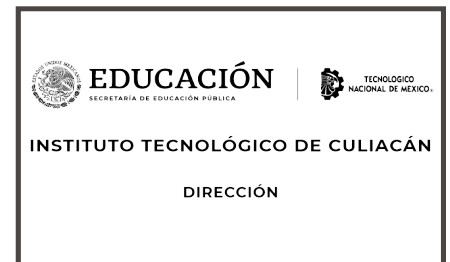 EDUCACIÓN
SECRETARÍA DE EDUCACIÓN PÚBLICA
TECNOLÓGICO
NACIONAL DE MÉXICO®
INSTITUTO TECNOLÓGICO DE CULIACÁN
DIRECCIÓN